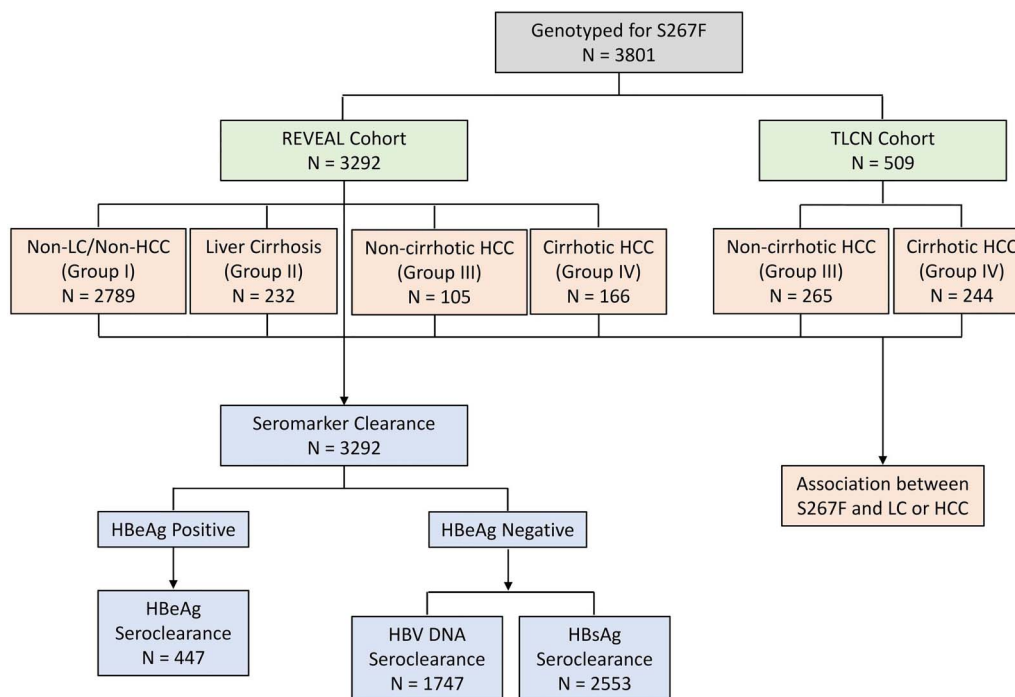 Genotyped for S267F
N = 3801
REVEAL Cohort
N = 3292
TLCN Cohort
N = 509
Non-LC/Non-HCC
(Group I)
N = 2789
Liver Cirrhosis
(Group II)
N = 232
Non-cirrhotic HCC
(Group III)
N = 105
Cirrhotic HCC
(Group IV)
N = 166
Non-cirrhotic HCC
(Group III)
N = 265
Cirrhotic HCC
(Group IV)
N = 244
Seromarker Clearance
N = 3292
Association between
S267F and LC or HCC
HBeAg Positive
HBeAg Negative
HBeAg
Seroclearance
N = 447
HBV DNA
Seroclearance
N = 1747
HBsAg
Seroclearance
N = 2553